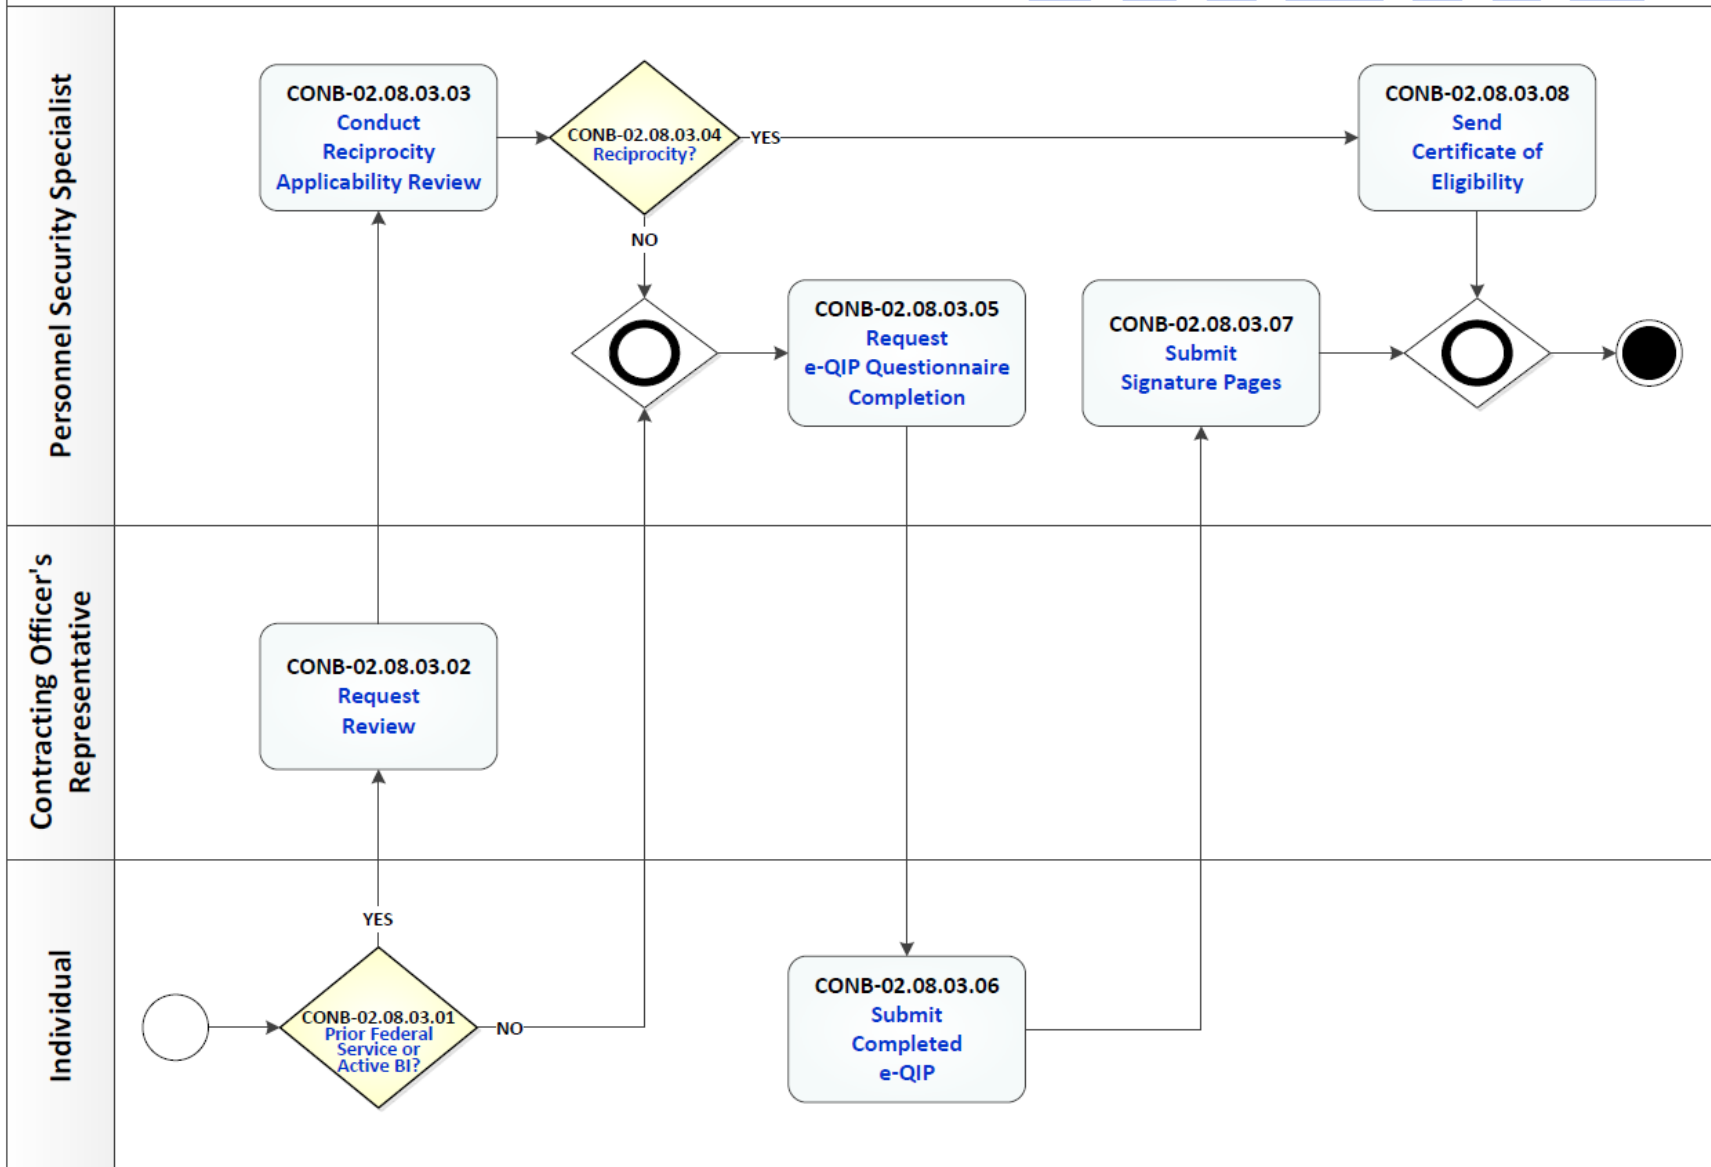 Personnel Security Specialist
CONB-02.08.03.03
Conduct
Reciprocity
Applicability Review
CONB-02.08.03.04
Reciprocity?
YES
NO
CONB-02.08.03.08
Send
Certificate of
Eligibility
CONB-02.08.03.05
Request
e-QIP Questionnaire
Completion
CONB-02.08.03.07
Submit
Signature Pages
Contracting Officer's
Representative
CONB-02.08.03.02
Request
Review
Individual
YES
CONB-02.08.03.01
Prior Federal
Service or
Active BI?
NO
CONB-02.08.03.06
Submit
Completed
e-QIP